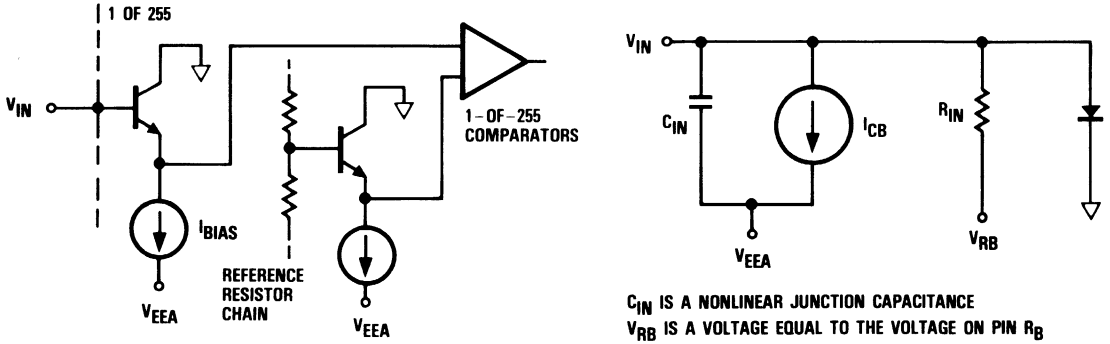 1 OF 255
V_IN
I_BIAS
V_EEA
REFERENCE
RESISTOR
CHAIN
V_EEA
1-OF-255
COMPARATORS
V_IN
C_IN
I_CB
R_IN
V_EEA
V_RB
C_IN IS A NONLINEAR JUNCTION CAPACITANCE
V_RB IS A VOLTAGE EQUAL TO THE VOLTAGE ON PIN R_B